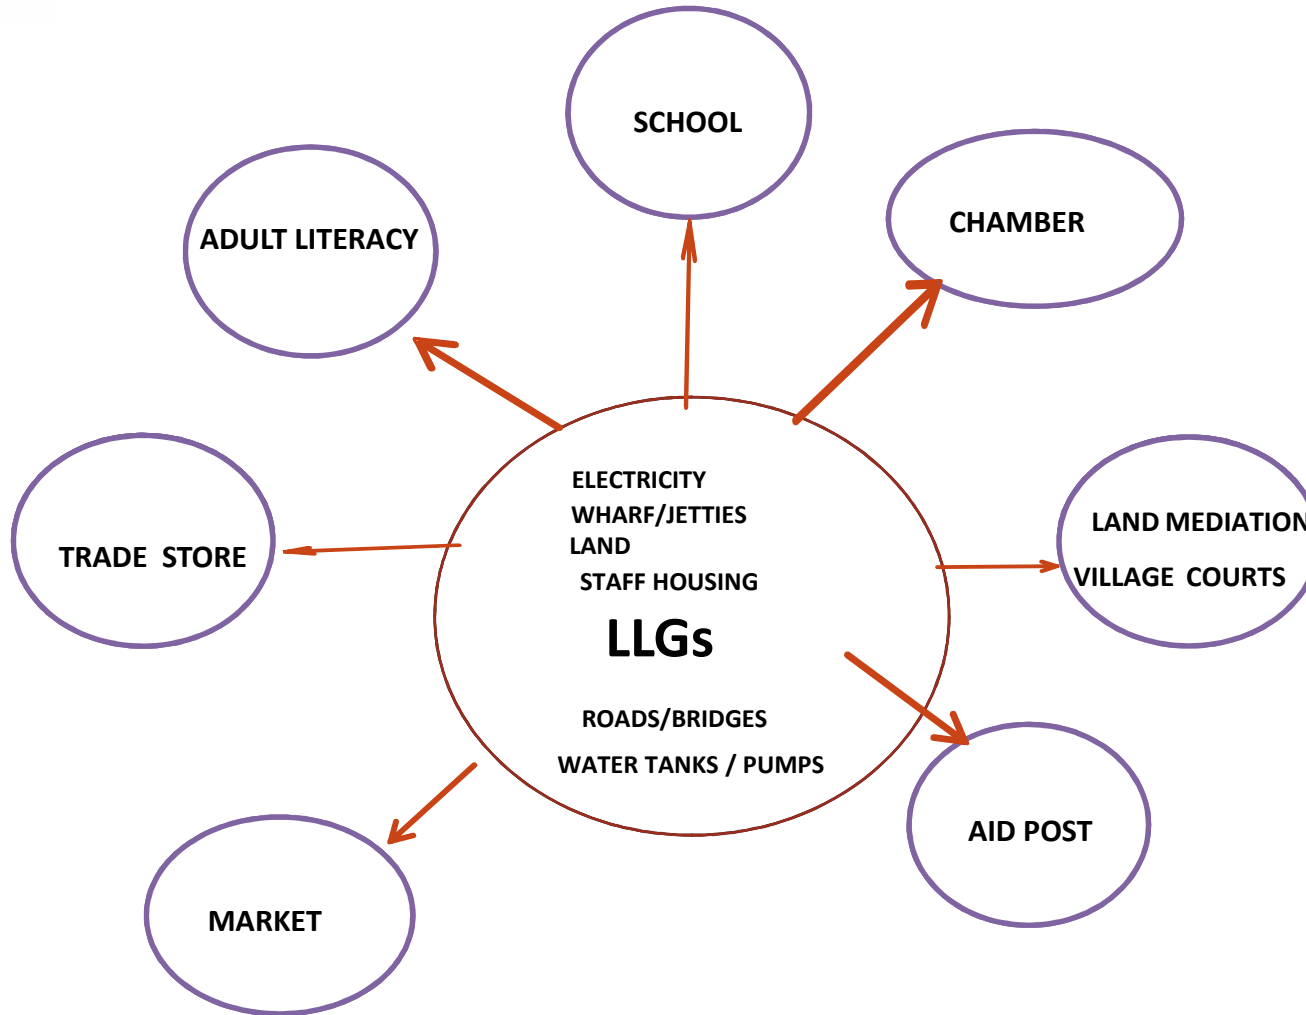 SCHOOL
CHAMBER
ADULT LITERACY
ELECTRICITY
WHARF/JETTIES
LAND
STAFF HOUSING
LLGs
ROADS/BRIDGES
WATER TANKS / PUMPS
LAND MEDIATION
VILLAGE COURTS
TRADE STORE
AID POST
MARKET